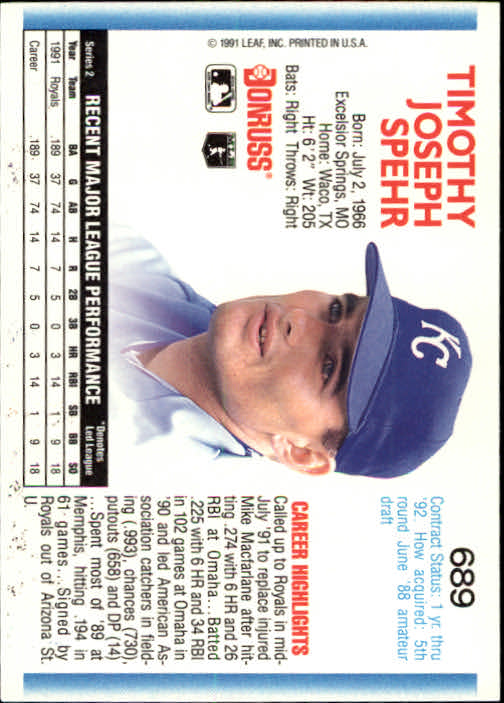 689
TIMOTHY
JOSEPH
SPEHR
Born: July 2, 1966
Excelsior Springs, MO
Home: Waco, TX
Ht: 6' 2" Wt: 205
Bats: Right Throws: Right
DONRUSS®
© 1991 LEAF, INC. PRINTED IN U.S.A.
KC
Contract Status: 1 yr. thru
'92. How acquired: 5th
round June '88 amateur
draft
CAREER HIGHLIGHTS
Called up to Royals in mid-
July '91 to replace injured
Mike Macfarlane after hit-
ting .274 with 6 HR and 26
RBI at Omaha...Batted
.225 with 6 HR and 34 RBI
in 102 games at Omaha in
'90 and led American As-
sociation catchers in field-
ing (.993), chances (730),
putouts (658) and DP (14)
...Spent most of '89 at
Memphis, hitting .194 in
61 games...Signed by
Royals out of Arizona St.
U
Series 2 RECENT MAJOR LEAGUE PERFORMANCE *Denotes
Led League
Year Team BA G AB H R 2B 3B HR RBI SB BB SO
1991 Royals .189 37 74 14 7 5 0 3 14 1 9 18
Career .189 37 74 14 7 5 0 3 14 1 9 18